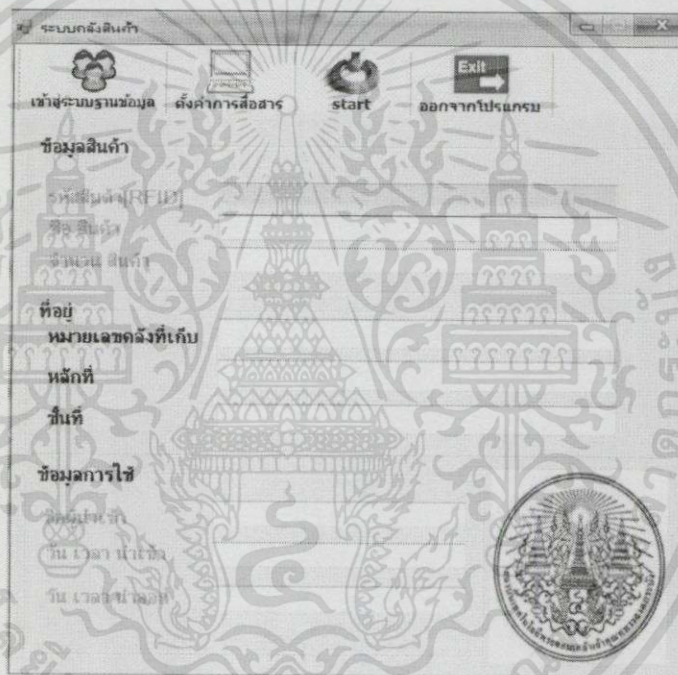 ระบบคลังสินค้า
เข้าสู่ระบบฐานข้อมูล ตั้งค่าการสื่อสาร start Exit ออกจากโปรแกรม
ข้อมูลสินค้า
รหัสสินค้า[RFID]
ชื่อ สินค้า
จำนวน สินค้า
ที่อยู่
หมายเลขคลังที่เก็บ
หลักที่
ชั้นที่
ข้อมูลการใช้
วัน เวลา นำเข้า
วัน เวลา นำออก